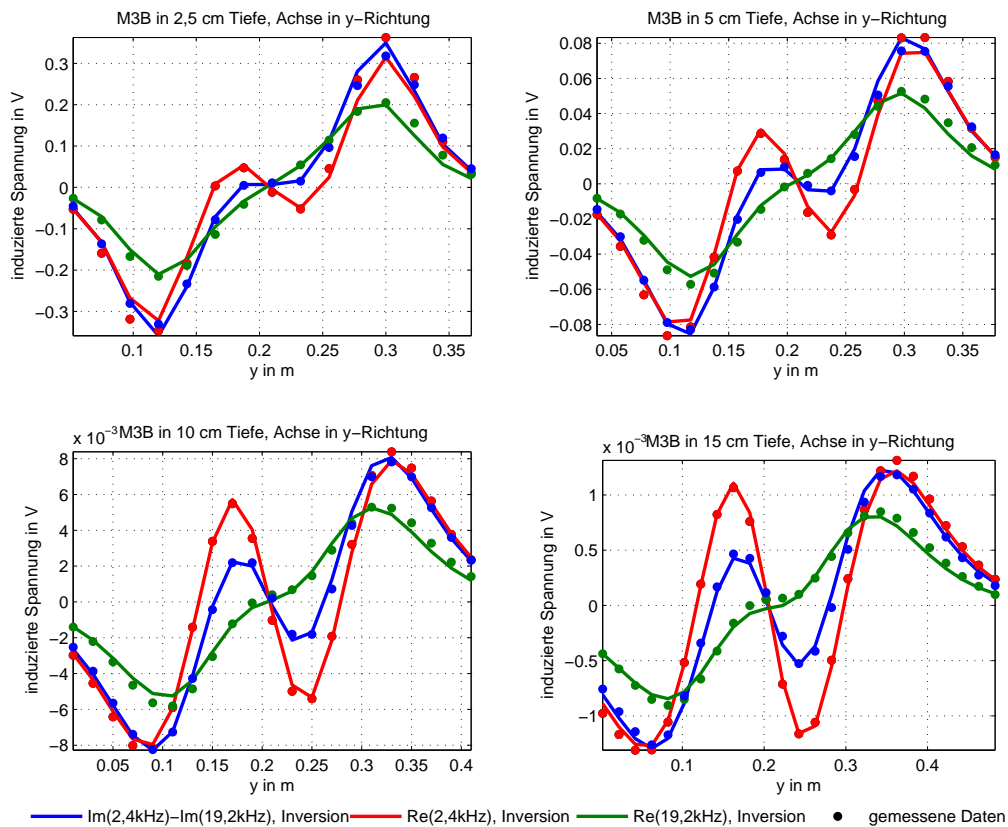 M3B in 2,5 cm Tiefe, Achse in y−Richtung
induzierte Spannung in V
0.3
0.2
0.1
0
−0.1
−0.2
−0.3
0.1 0.15 0.2 0.25 0.3 0.35
y in m
M3B in 5 cm Tiefe, Achse in y−Richtung
induzierte Spannung in V
0.08
0.06
0.04
0.02
0
−0.02
−0.04
−0.06
−0.08
0.05 0.1 0.15 0.2 0.25 0.3 0.35
y in m
x 10−3 M3B in 10 cm Tiefe, Achse in y−Richtung
induzierte Spannung in V
8
6
4
2
0
−2
−4
−6
−8
0.05 0.1 0.15 0.2 0.25 0.3 0.35 0.4
y in m
x 10−3 M3B in 15 cm Tiefe, Achse in y−Richtung
induzierte Spannung in V
1
0.5
0
−0.5
−1
0.1 0.2 0.3 0.4
y in m
Im(2,4kHz)−Im(19,2kHz), Inversion Re(2,4kHz), Inversion Re(19,2kHz), Inversion gemessene Daten